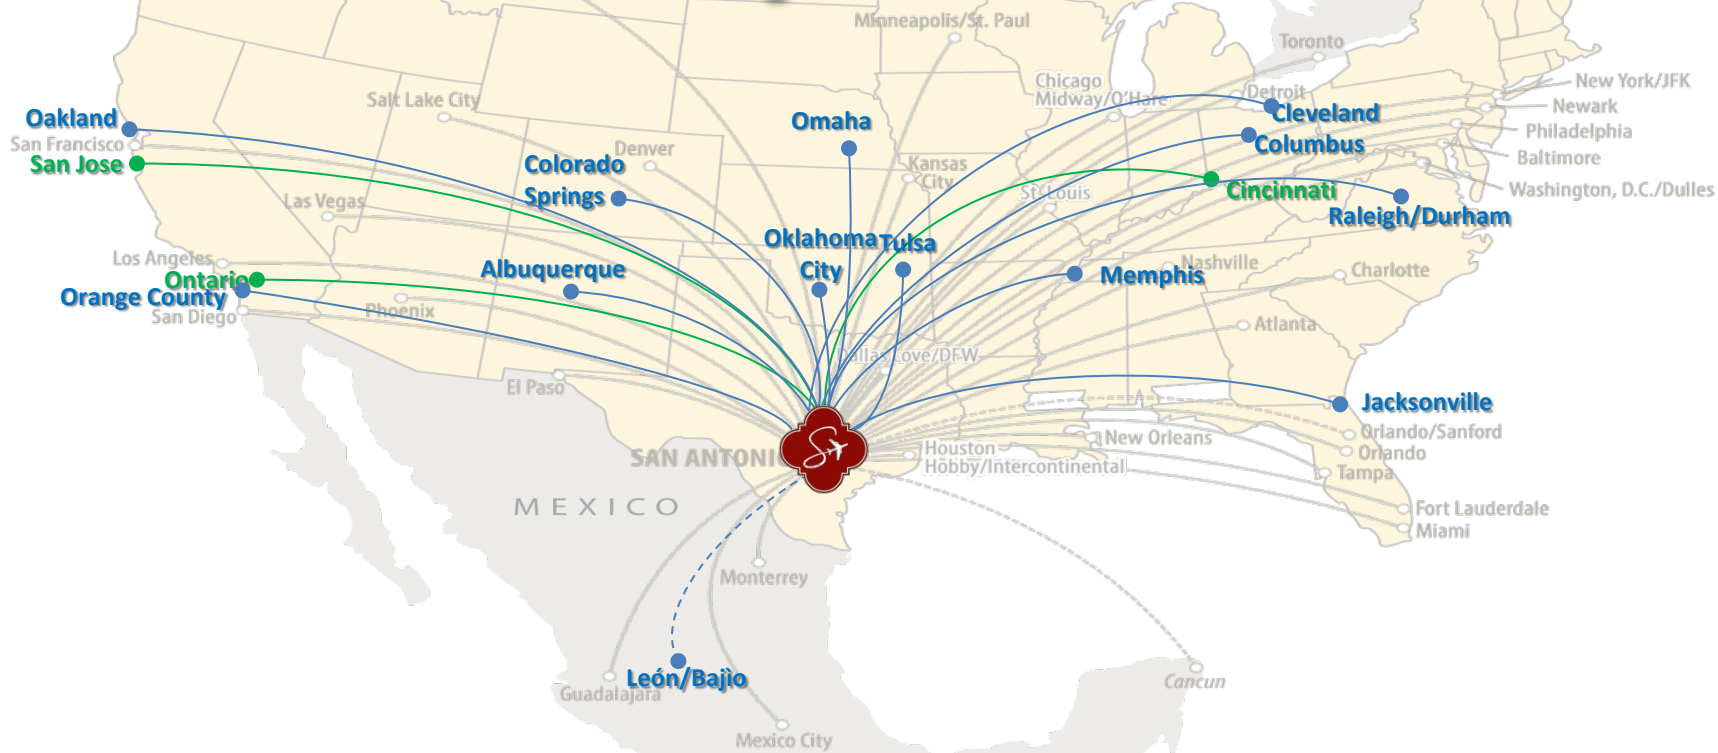 Minneapolis/St. Paul
Toronto
Chicago
Midway/O'Hare
Detroit
New York/JFK
Newark
Philadelphia
Baltimore
Washington, D.C./Dulles
Salt Lake City
Oakland
San Francisco
San Jose
Omaha
Cleveland
Columbus
Denver
Colorado
Springs
Kansas
City
St. Louis
Cincinnati
Raleigh/Durham
Las Vegas
Los Angeles
Ontario
Orange County
San Diego
Phoenix
Albuquerque
Oklahoma
City
Tulsa
Memphis
Nashville
Charlotte
Atlanta
Dallas Love/DFW
El Paso
Jacksonville
Orlando/Sanford
Orlando
Tampa
Fort Lauderdale
Miami
New Orleans
Houston
Hobby/Intercontinental
SAN ANTONIO
S
MEXICO
Monterrey
León/Bajìo
Guadalajara
Mexico City
Cancun